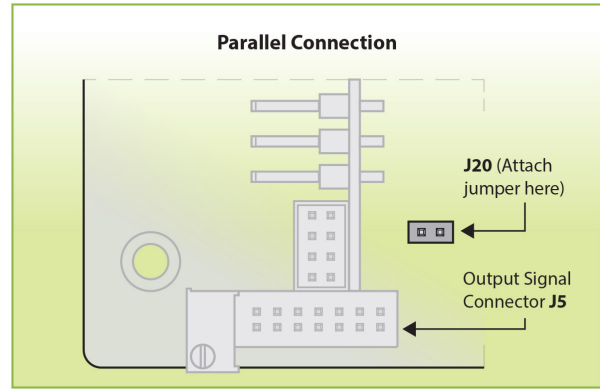 Parallel Connection
J20 (Attach
jumper here)
Output Signal
Connector J5